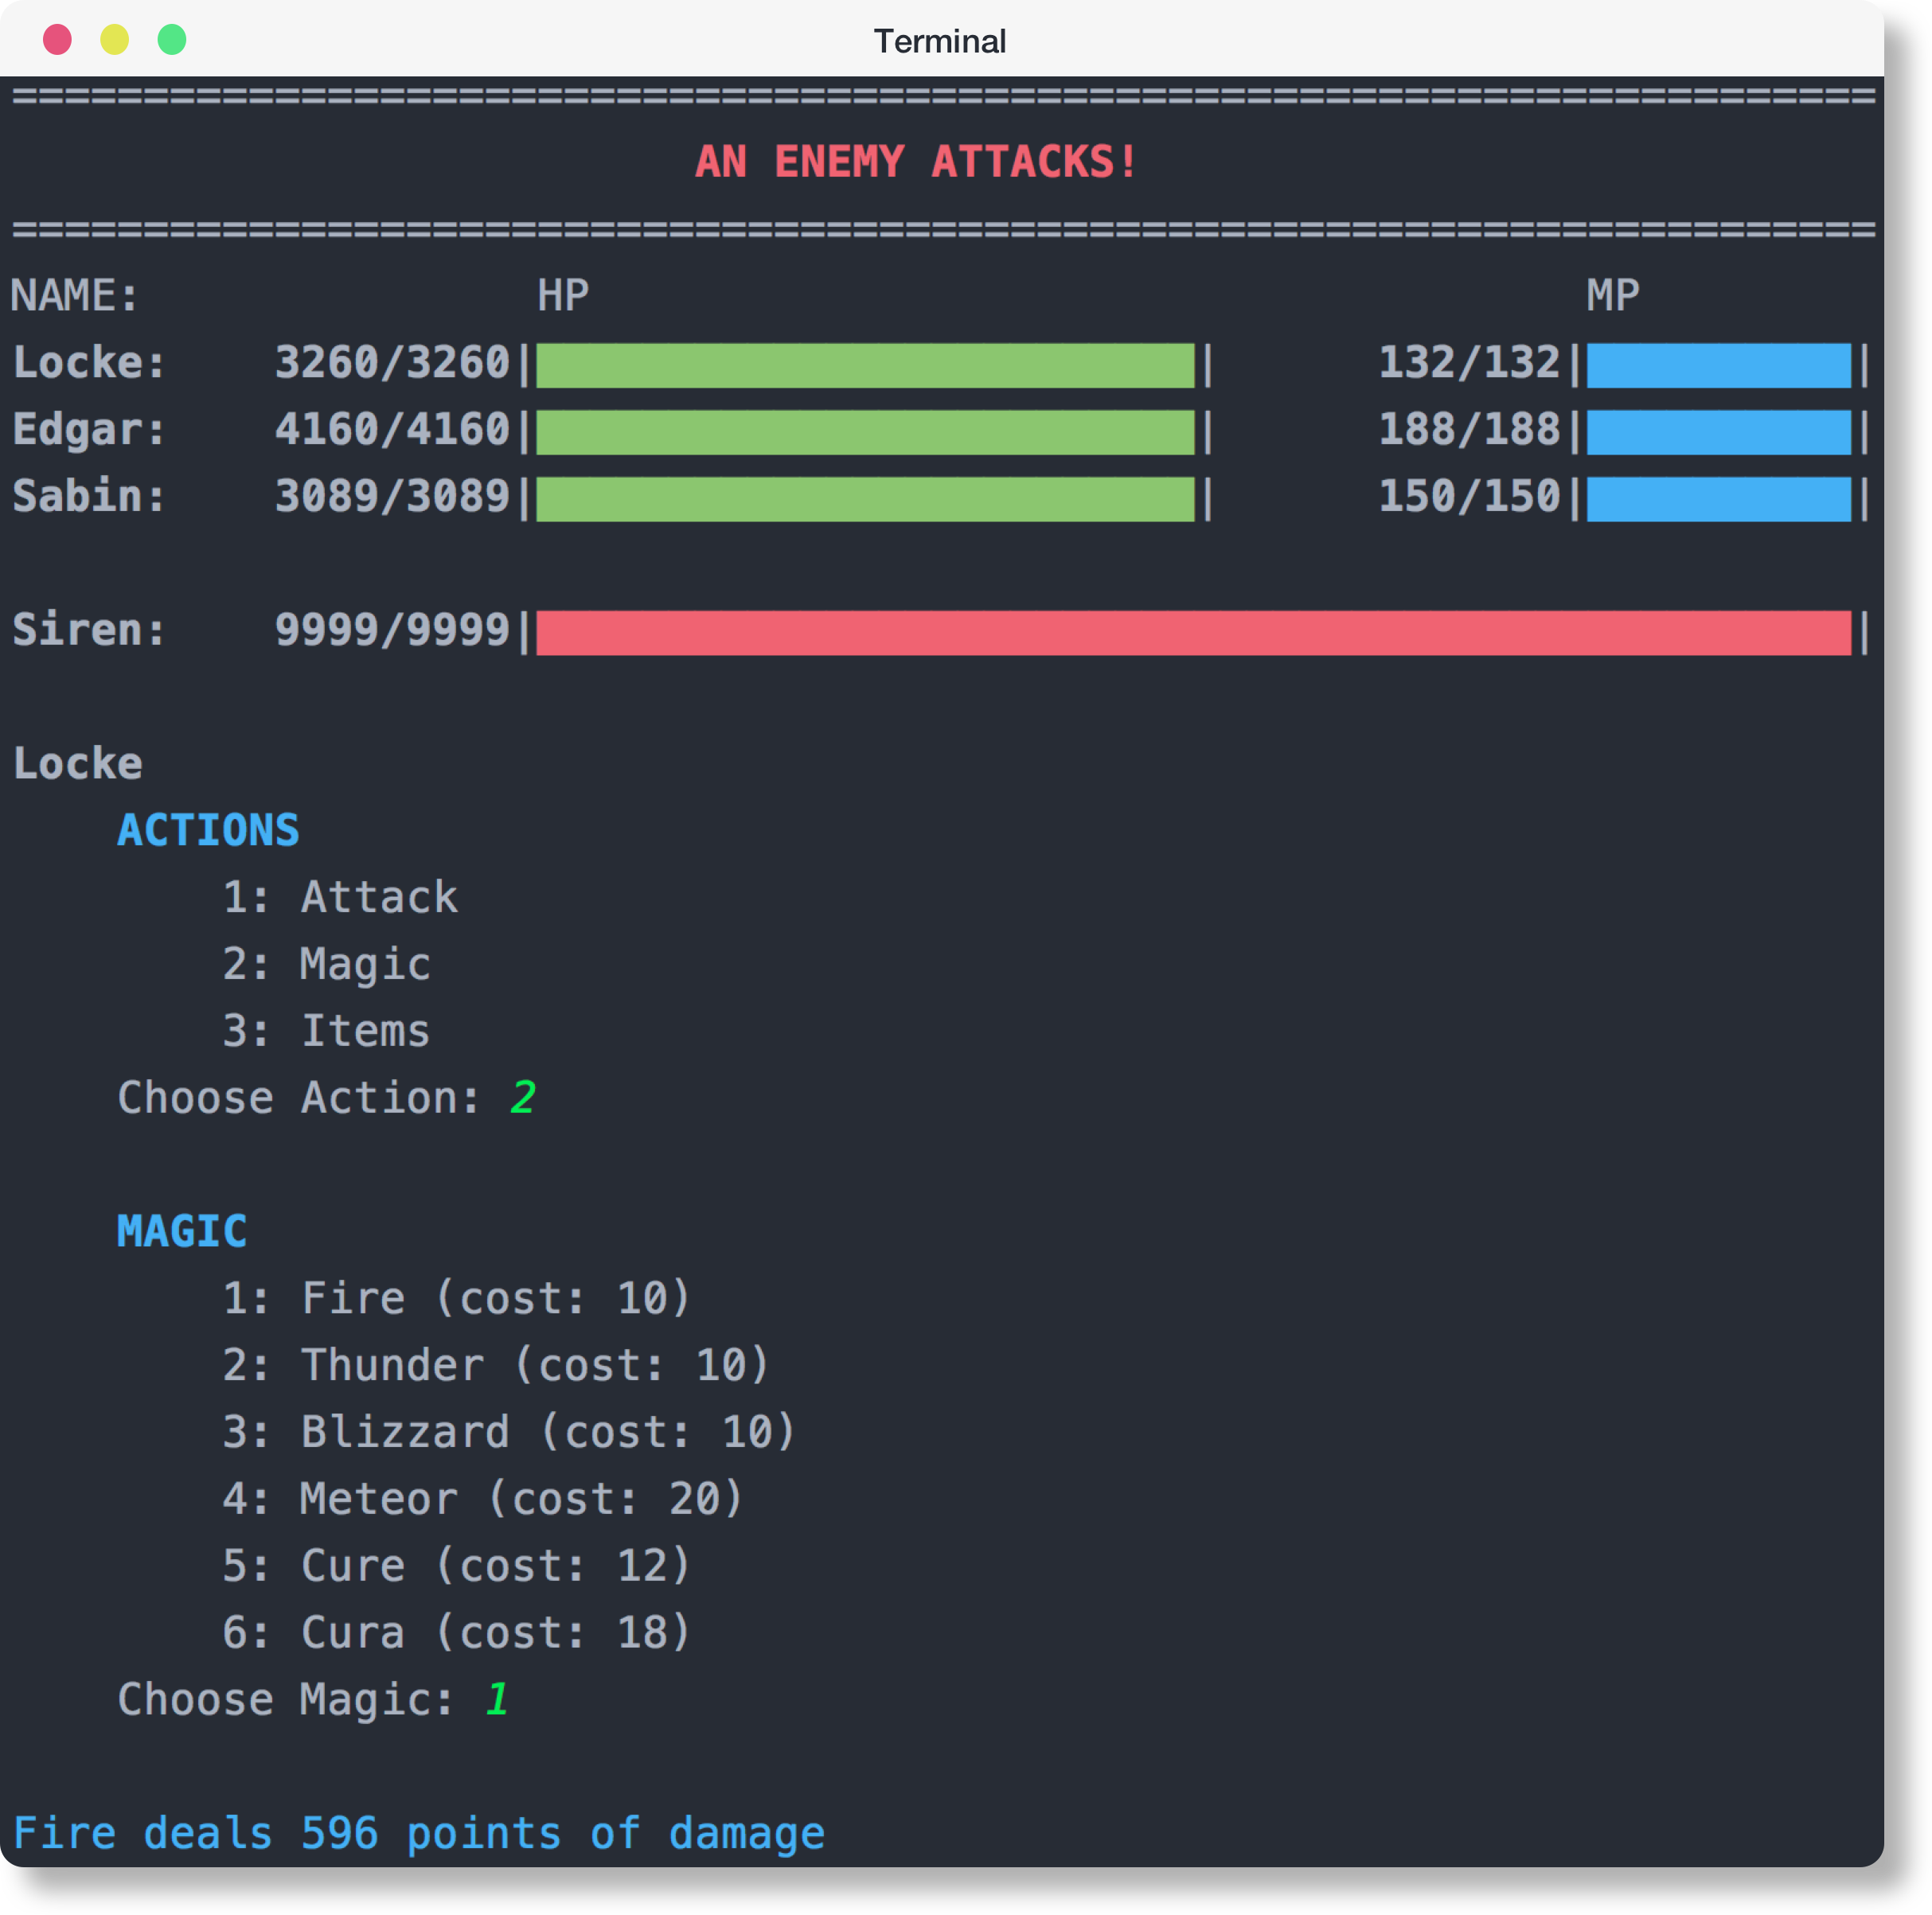 Terminal
=======================================================================
AN ENEMY ATTACKS!
=======================================================================
NAME: HP MP
Locke: 3260/3260| | 132/132| |
Edgar: 4160/4160| | 188/188| |
Sabin: 3089/3089| | 150/150| |
Siren: 9999/9999| |
Locke
ACTIONS
1: Attack
2: Magic
3: Items
Choose Action: 2
MAGIC
1: Fire (cost: 10)
2: Thunder (cost: 10)
3: Blizzard (cost: 10)
4: Meteor (cost: 20)
5: Cure (cost: 12)
6: Cura (cost: 18)
Choose Magic: 1
Fire deals 596 points of damage